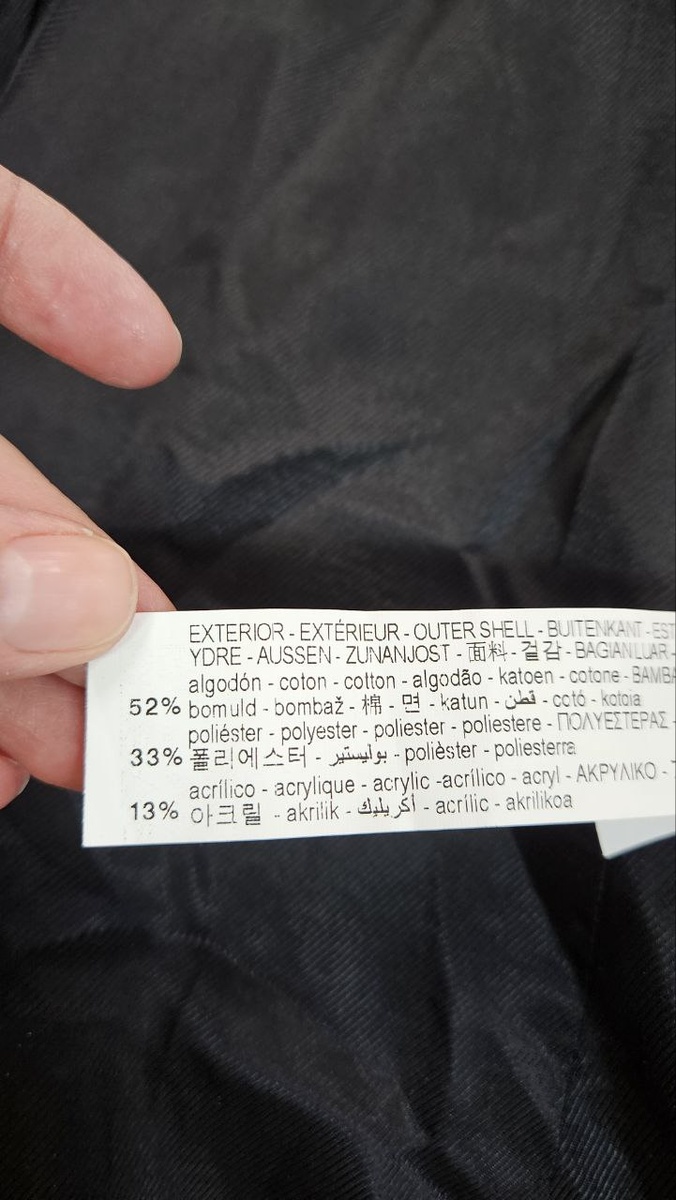 EXTERIOR - EXTÉRIEUR - OUTER SHELL - BUITENKANT - EST
YDRE - AUSSEN - ZUNANJOST - 面料 - 겉감 - BAGIAN LUAR -
algodón - coton - cotton - algodão - katoen - cotone - BAMBA
52% bomuld - bombaž - 棉 - 면 - katun - قطن - cotó - kotoia
poliéster - polyester - poliester - poliestere - ΠΟΛΥΕΣΤΕΡΑΣ -
33% 폴리에스터 - بوليستير - polièster - poliesterra
acrílico - acrylique - acrylic -acrílico - acryl - ΑΚΡΥΛΙΚΟ -
13% 아크릴 - akrilik - أكريليك - acrílic - akrilikoa